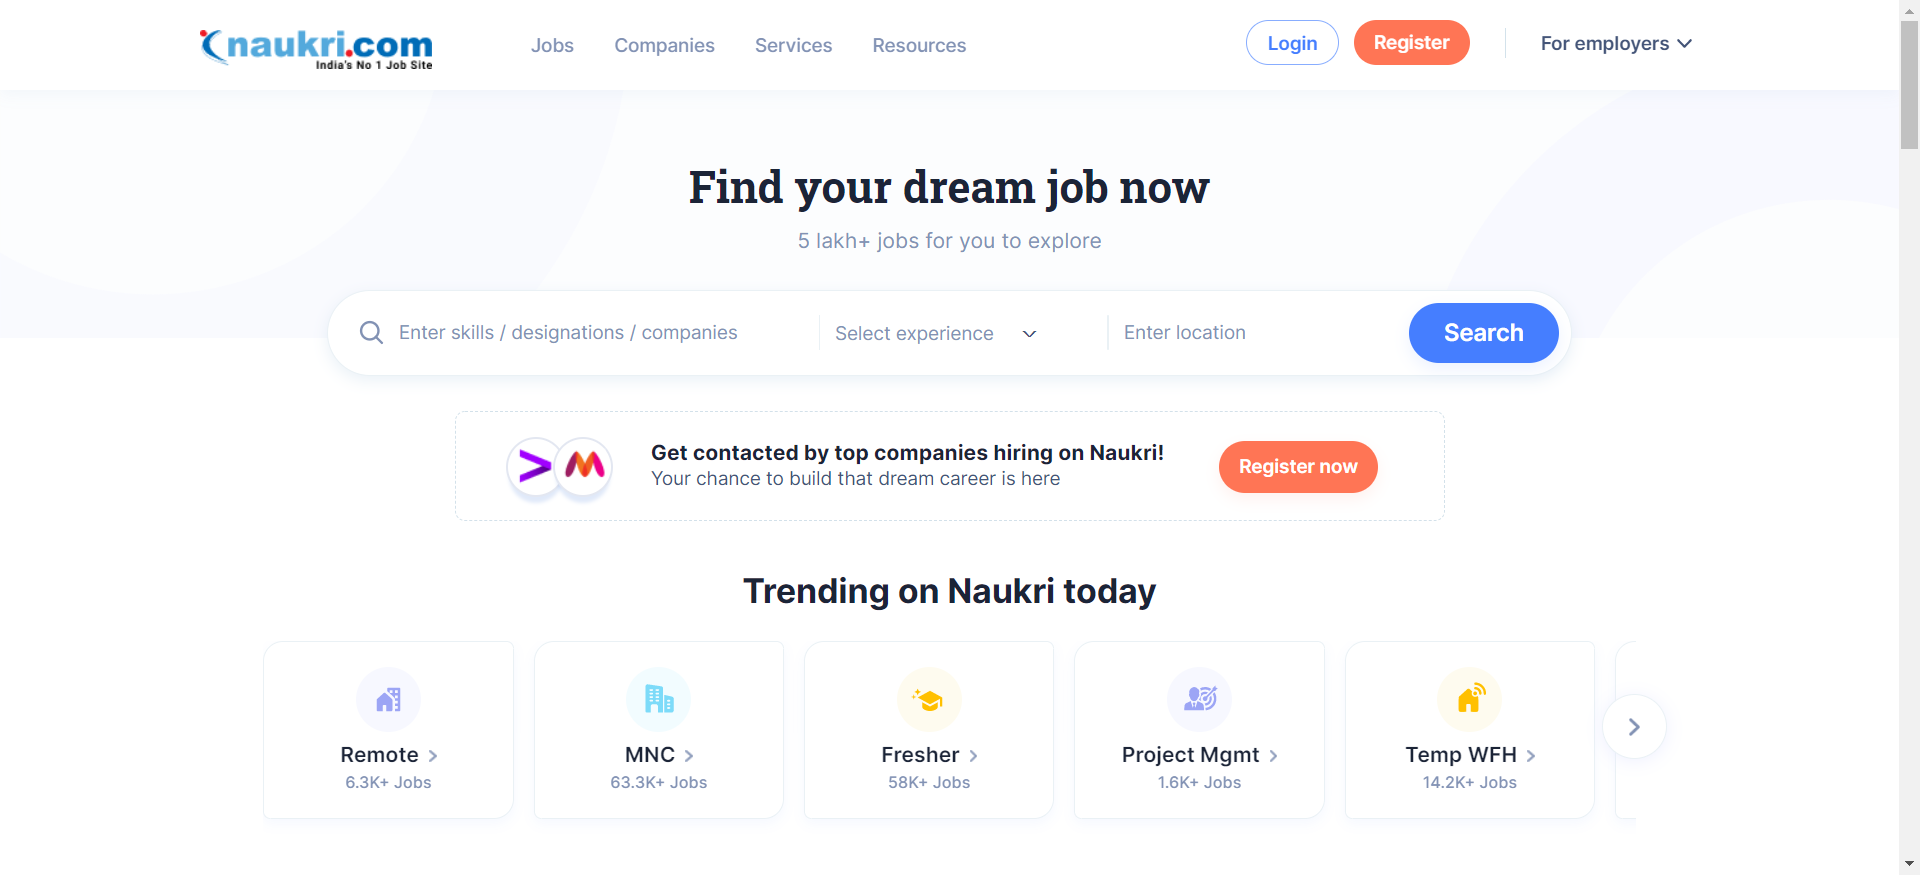 naukri.com
India's No 1 Job Site
Jobs
Companies
Services
Resources
Login
Register
For employers
Find your dream job now
5 lakh+ jobs for you to explore
Enter skills / designations / companies
Select experience
Enter location
Search
Get contacted by top companies hiring on Naukri!
Your chance to build that dream career is here
Register now
Trending on Naukri today
Remote
6.3K+ Jobs
MNC
63.3K+ Jobs
Fresher
58K+ Jobs
Project Mgmt
1.6K+ Jobs
Temp WFH
14.2K+ Jobs